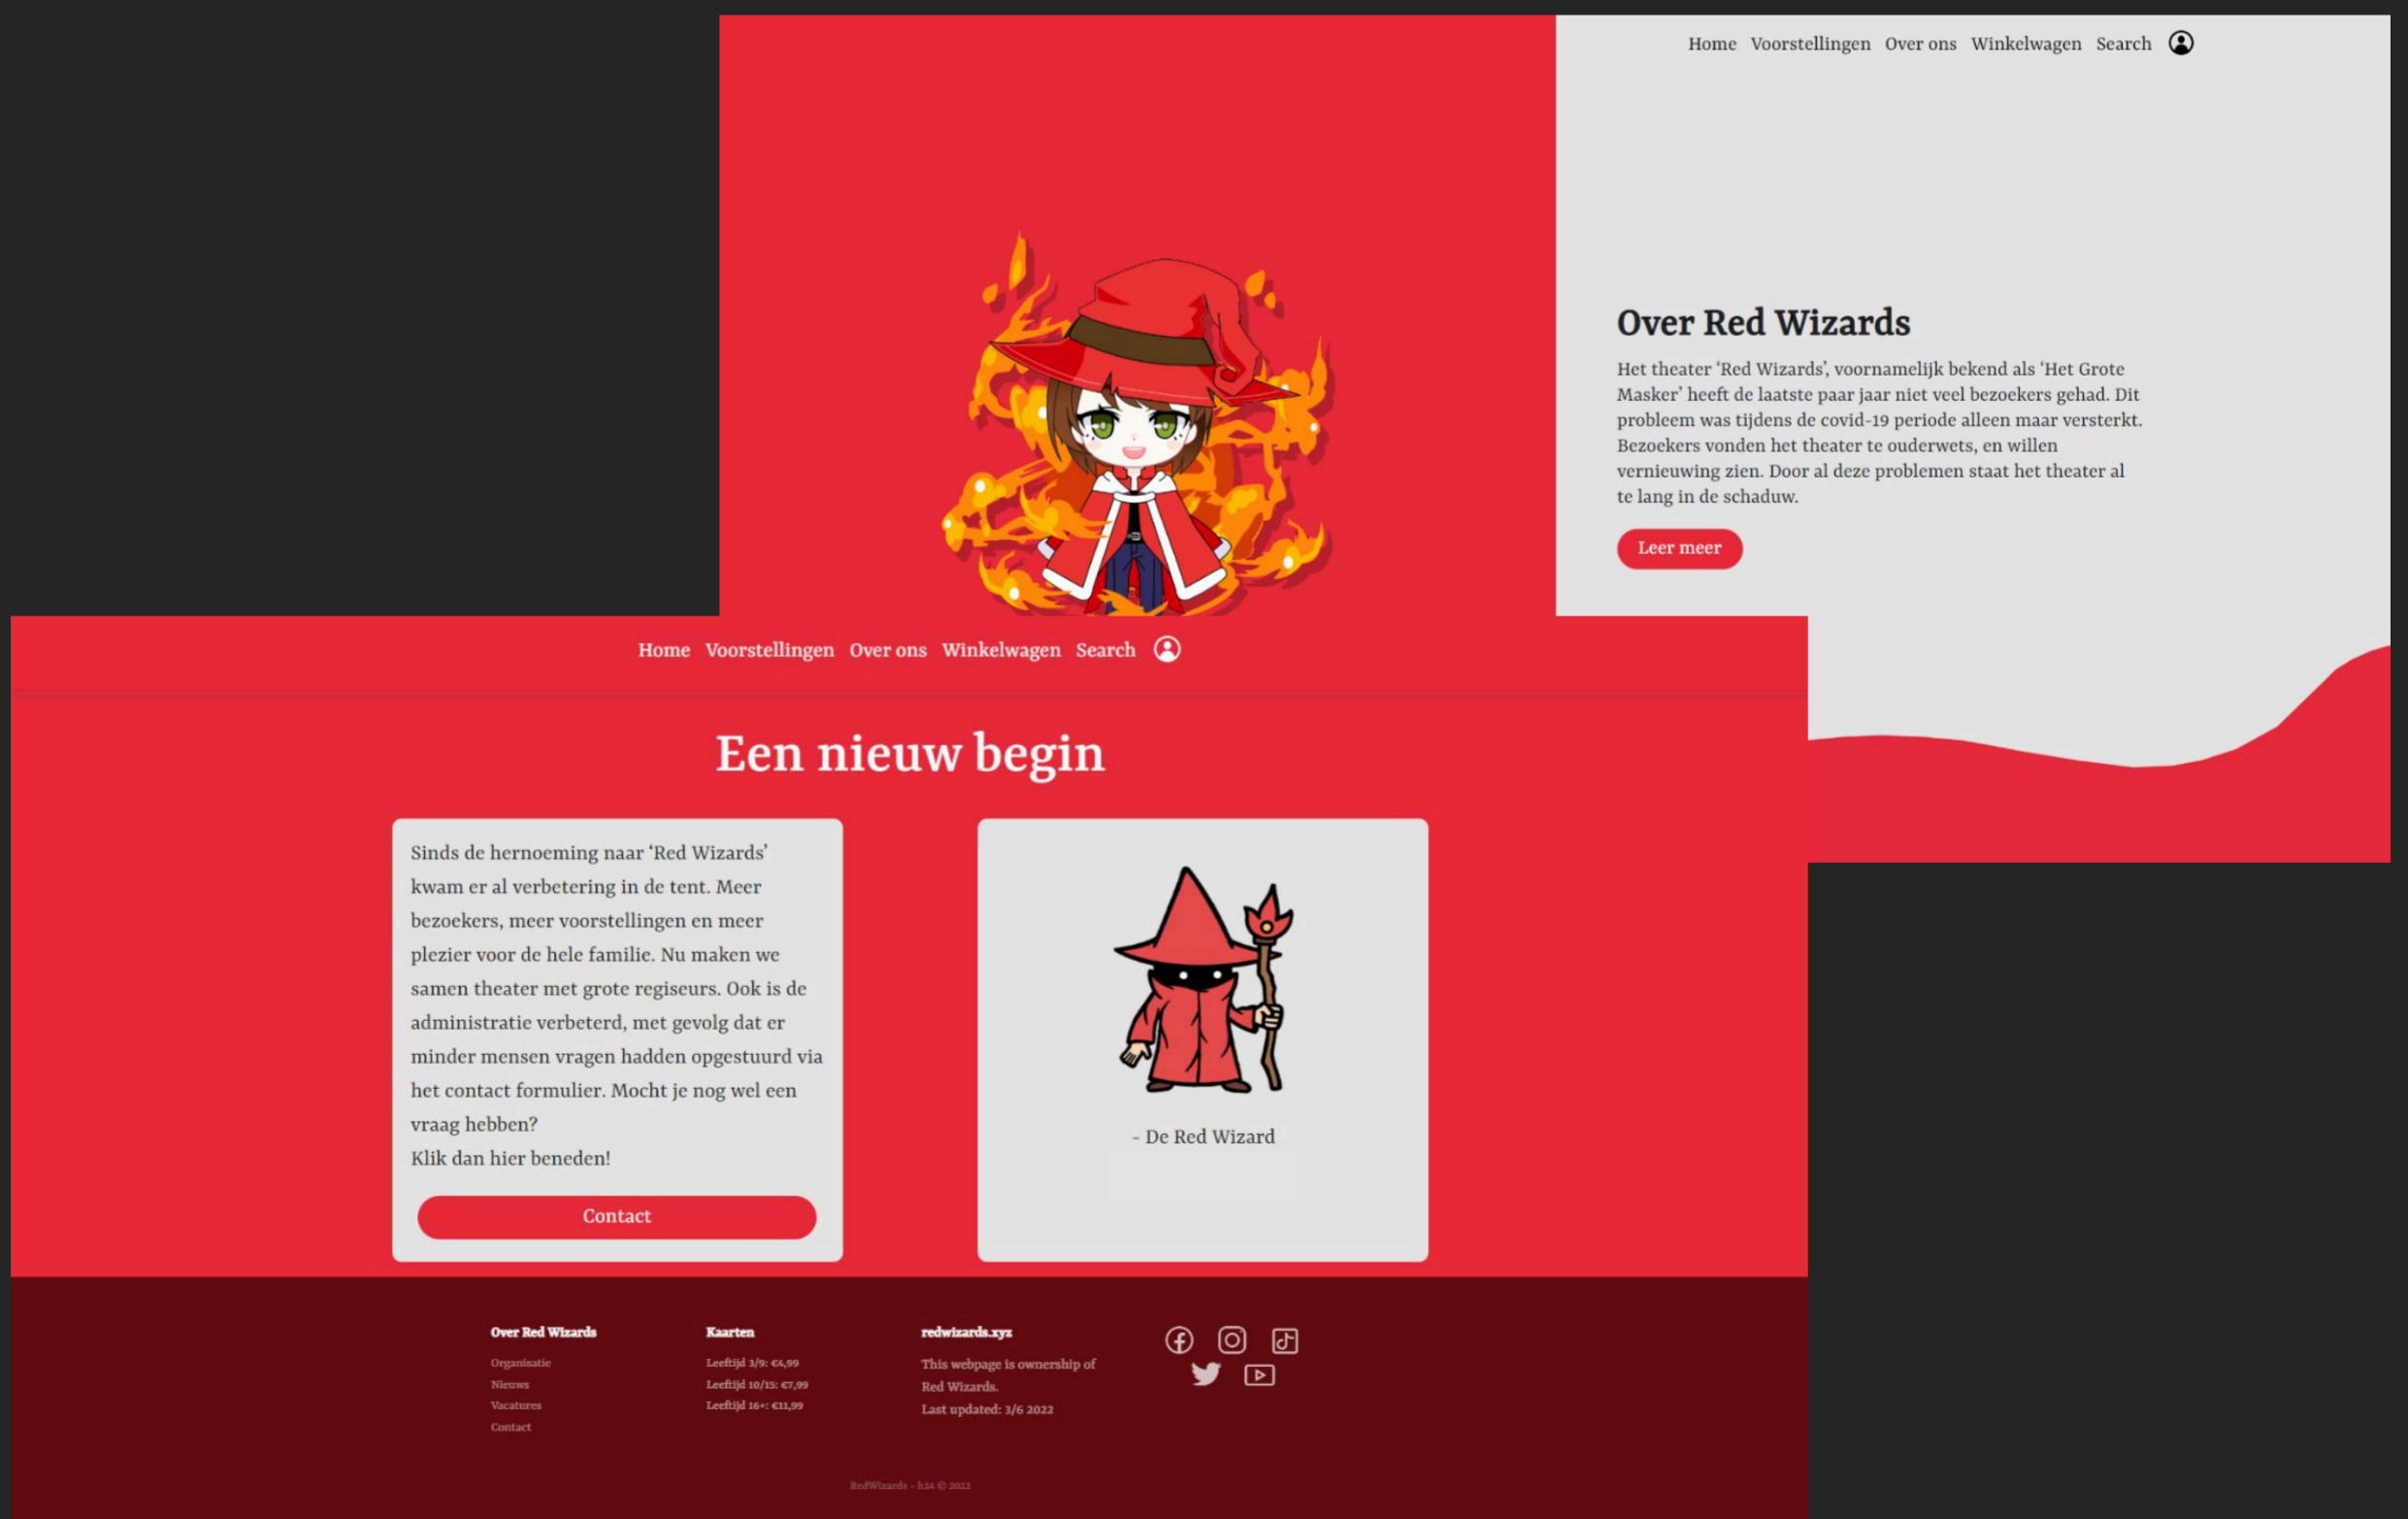 Home Voorstellingen Over ons Winkelwagen Search
Over Red Wizards
Het theater ‘Red Wizards’, voornamelijk bekend als ‘Het Grote
Masker’ heeft de laatste paar jaar niet veel bezoekers gehad. Dit
probleem was tijdens de covid-19 periode alleen maar versterkt.
Bezoekers vonden het theater te ouderwets, en willen
vernieuwing zien. Door al deze problemen staat het theater al
te lang in de schaduw.
Leer meer
Home Voorstellingen Over ons Winkelwagen Search
Een nieuw begin
Sinds de hernoeming naar ‘Red Wizards’
kwam er al verbetering in de tent. Meer
bezoekers, meer voorstellingen en meer
plezier voor de hele familie. Nu maken we
samen theater met grote regiseurs. Ook is de
administratie verbeterd, met gevolg dat er
minder mensen vragen hadden opgestuurd via
het contact formulier. Mocht je nog wel een
vraag hebben?
Klik dan hier beneden!
Contact
- De Red Wizard
Over Red Wizards
Organisatie
Nieuws
Vacatures
Contact
Kaarten
Leeftijd 3/9: €4,99
Leeftijd 10/15: €7,99
Leeftijd 16+: €11,99
redwizards.xyz
This webpage is ownership of
Red Wizards.
Last updated: 3/6 2022
RedWizards - h24 © 2022